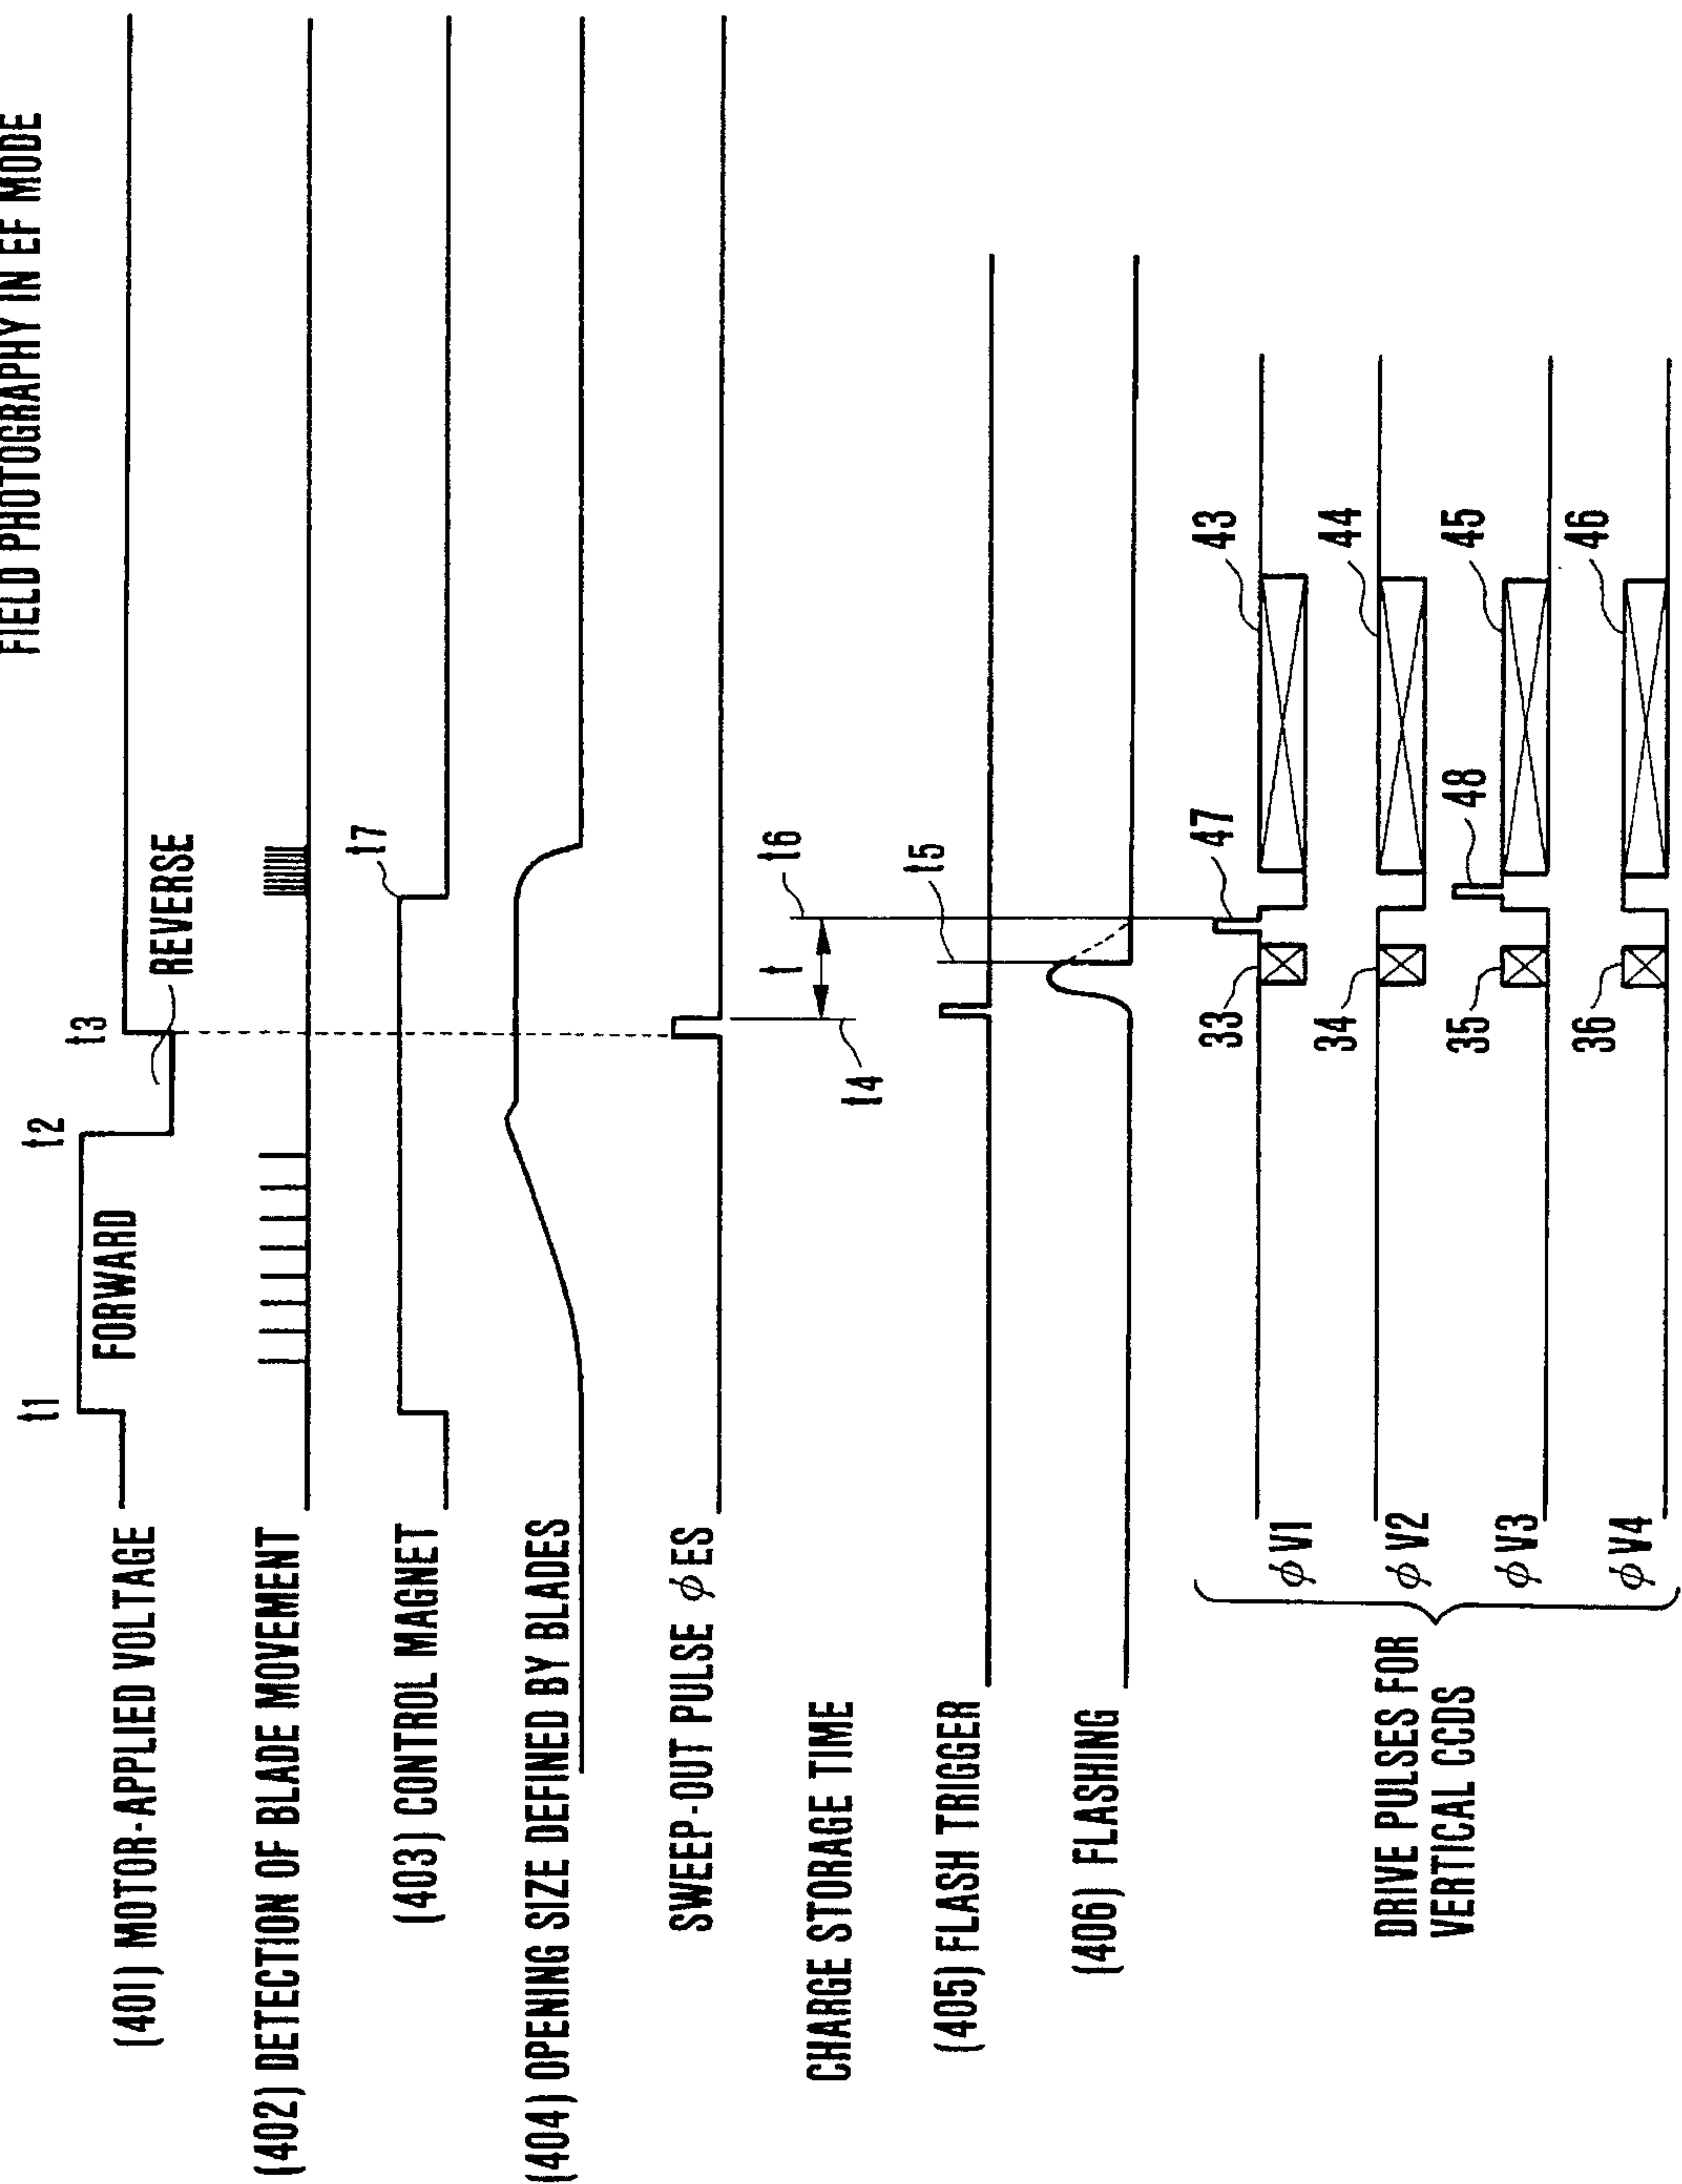 FIELD PHOTOGRAPHY IN EF MODE
(401) MOTOR-APPLIED VOLTAGE
t1
FORWARD
t2
t3
REVERSE
(402) DETECTION OF BLADE MOVEMENT
(403) CONTROL MAGNET
t7
(404) OPENING SIZE DEFINED BY BLADES
SWEEP-OUT PULSE φES
CHARGE STORAGE TIME
t4
t
t6
(405) FLASH TRIGGER
t5
(406) FLASHING
DRIVE PULSES FOR
VERTICAL CCDS
φV1
33
47
43
φV2
34
44
φV3
35
48
45
φV4
36
46